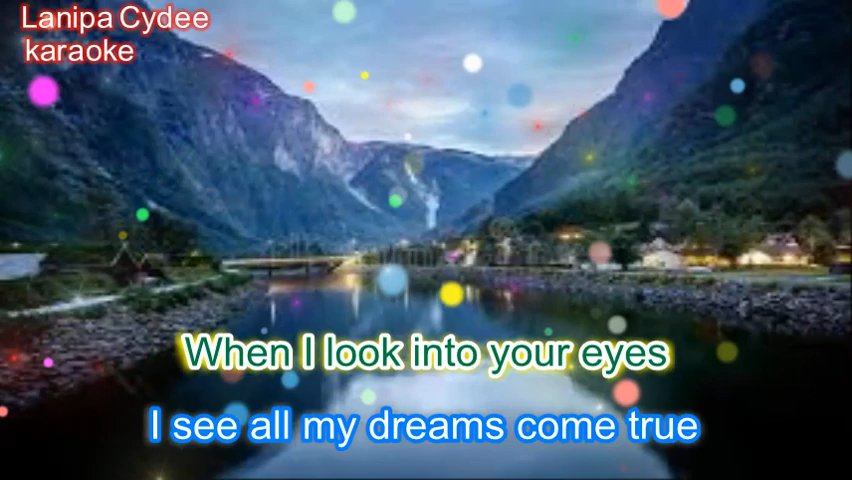 Lanipa Cydee
karaoke
When I look into your eyes
I see all my dreams come true